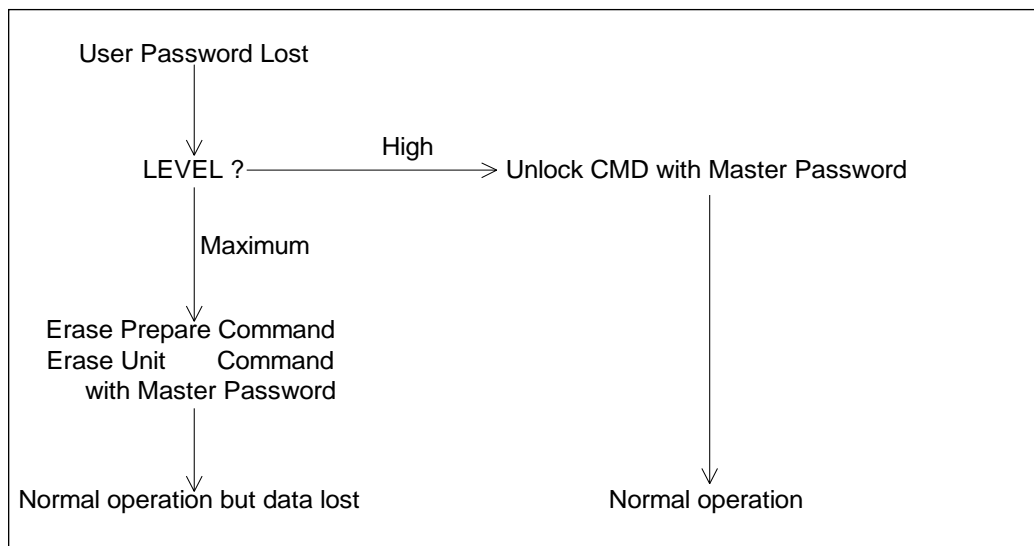 User Password Lost
High
LEVEL ?
Unlock CMD with Master Password
Maximum
Erase Prepare Command
Erase Unit Command
with Master Password
Normal operation but data lost
Normal operation